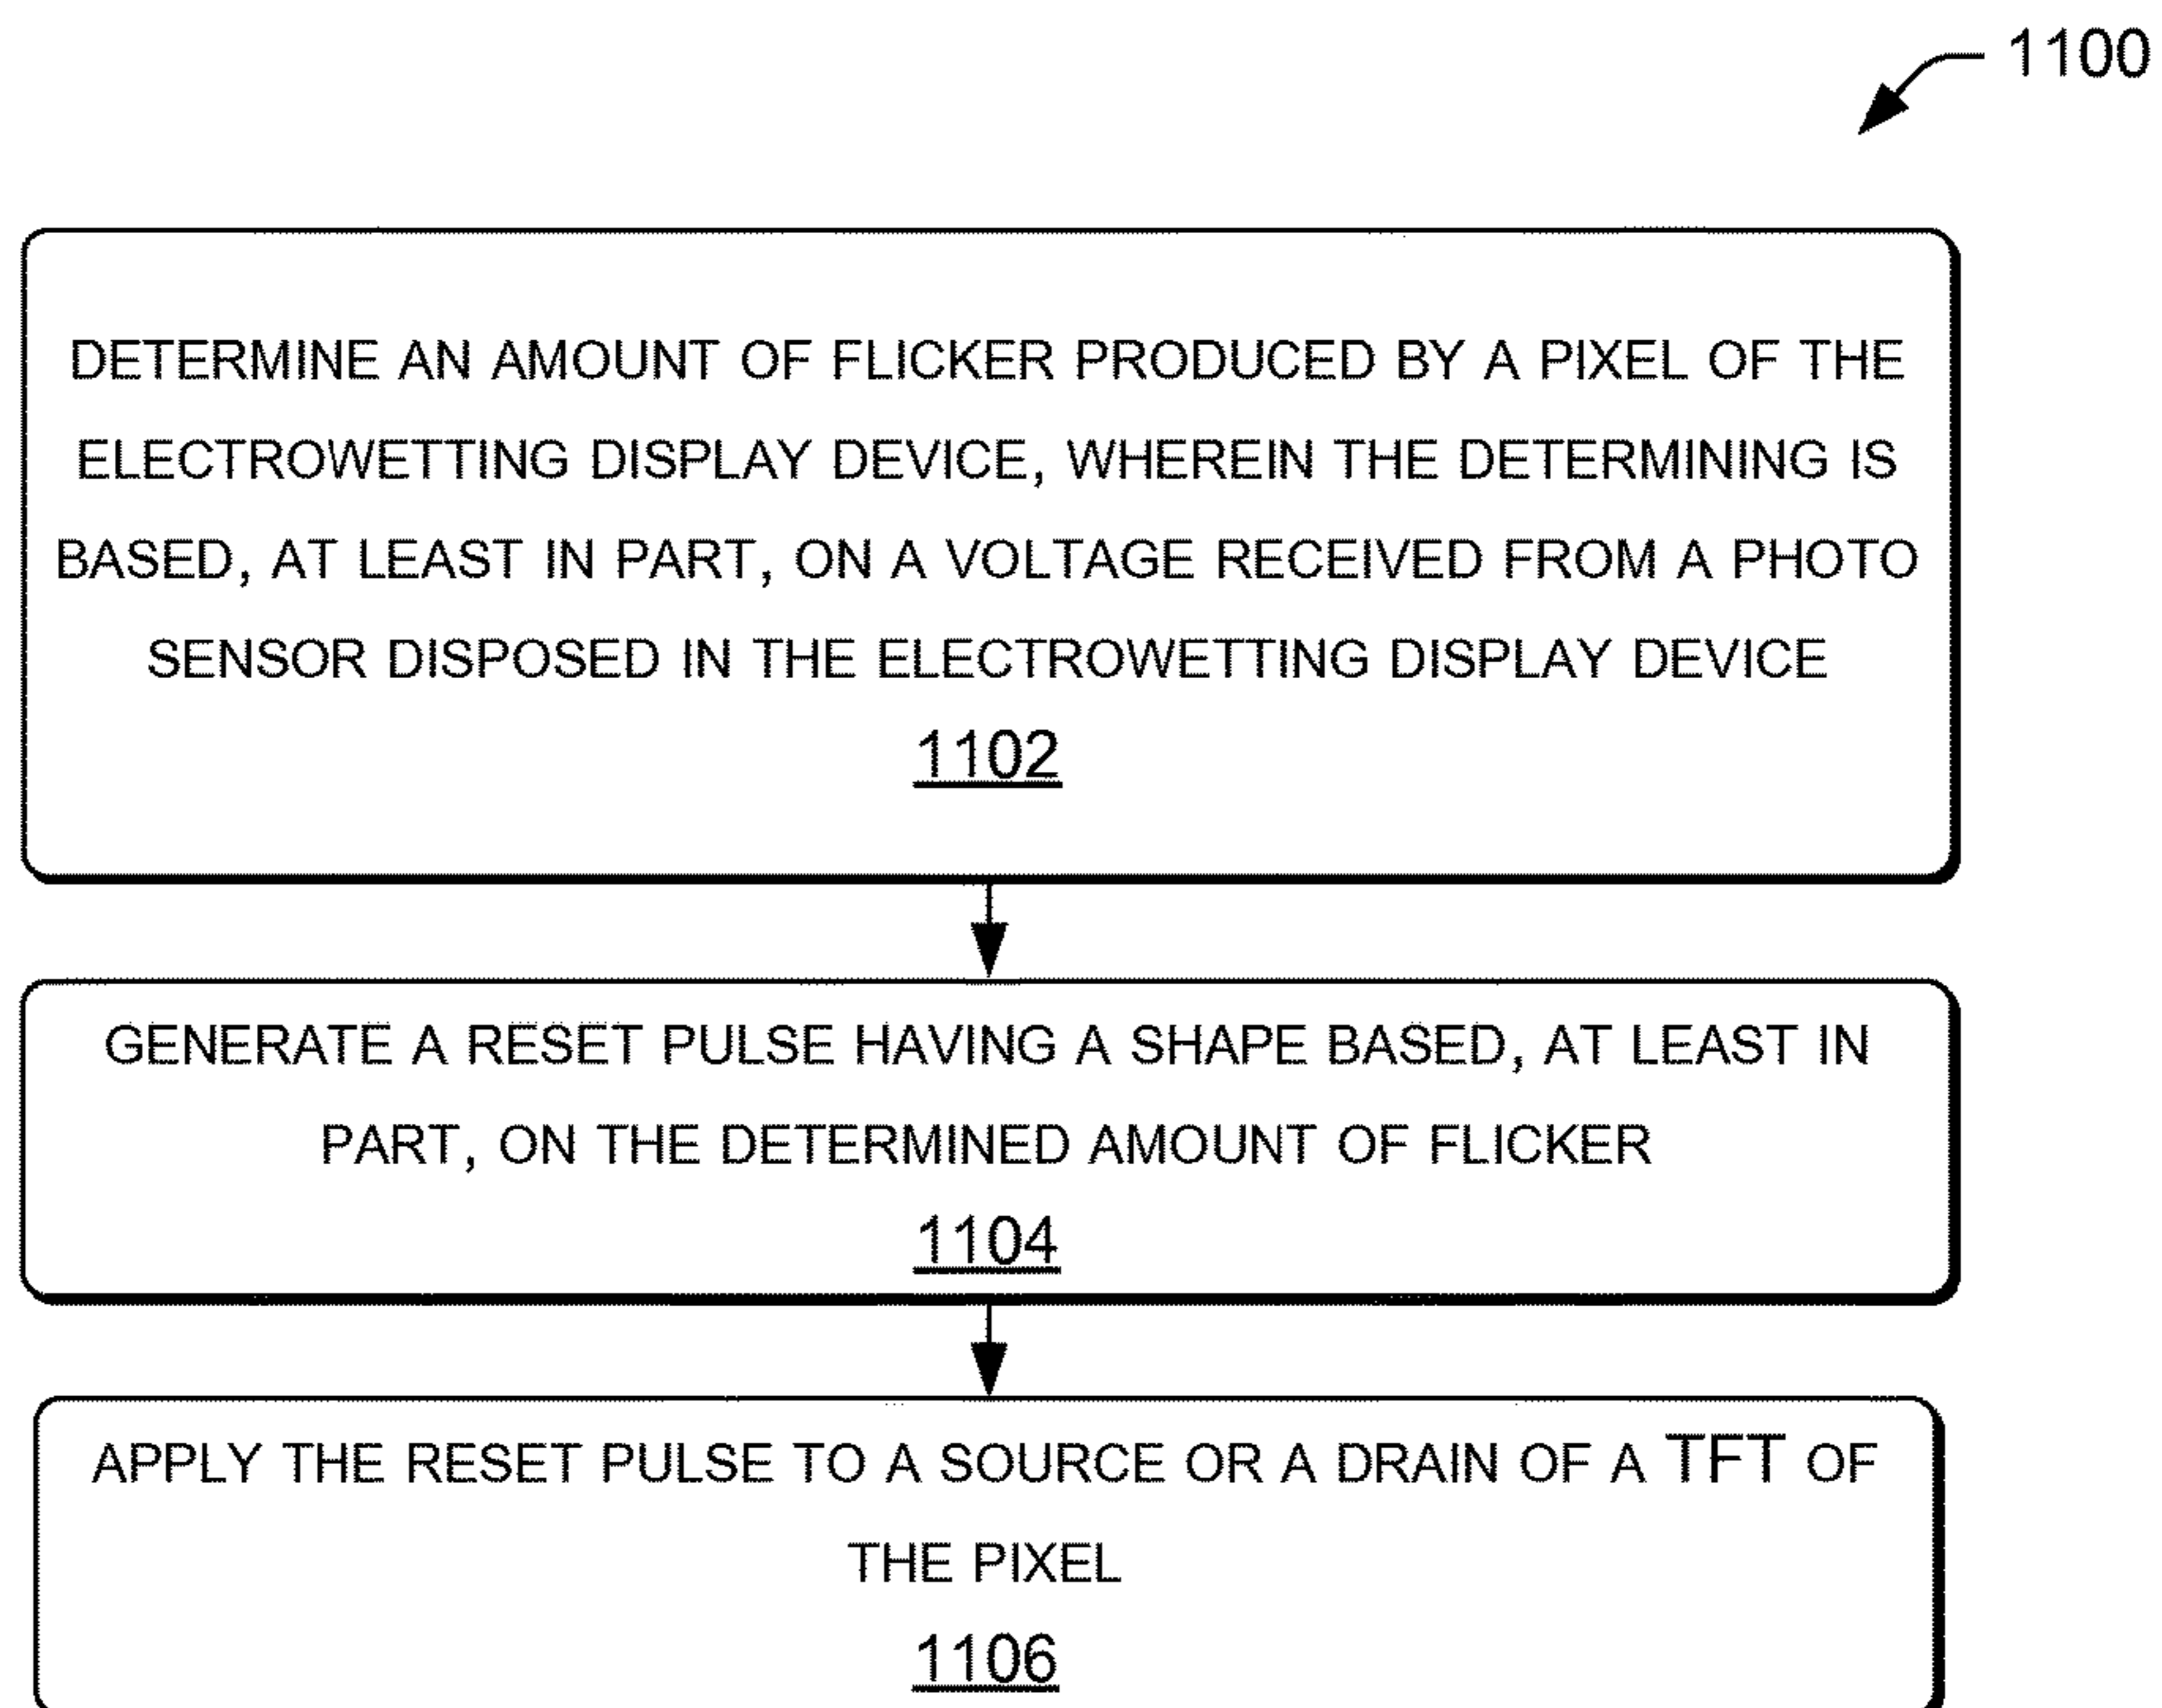 1100
DETERMINE AN AMOUNT OF FLICKER PRODUCED BY A PIXEL OF THE
ELECTROWETTING DISPLAY DEVICE, WHEREIN THE DETERMINING IS
BASED, AT LEAST IN PART, ON A VOLTAGE RECEIVED FROM A PHOTO
SENSOR DISPOSED IN THE ELECTROWETTING DISPLAY DEVICE
1102
GENERATE A RESET PULSE HAVING A SHAPE BASED, AT LEAST IN
PART, ON THE DETERMINED AMOUNT OF FLICKER
1104
APPLY THE RESET PULSE TO A SOURCE OR A DRAIN OF A TFT OF
THE PIXEL
1106